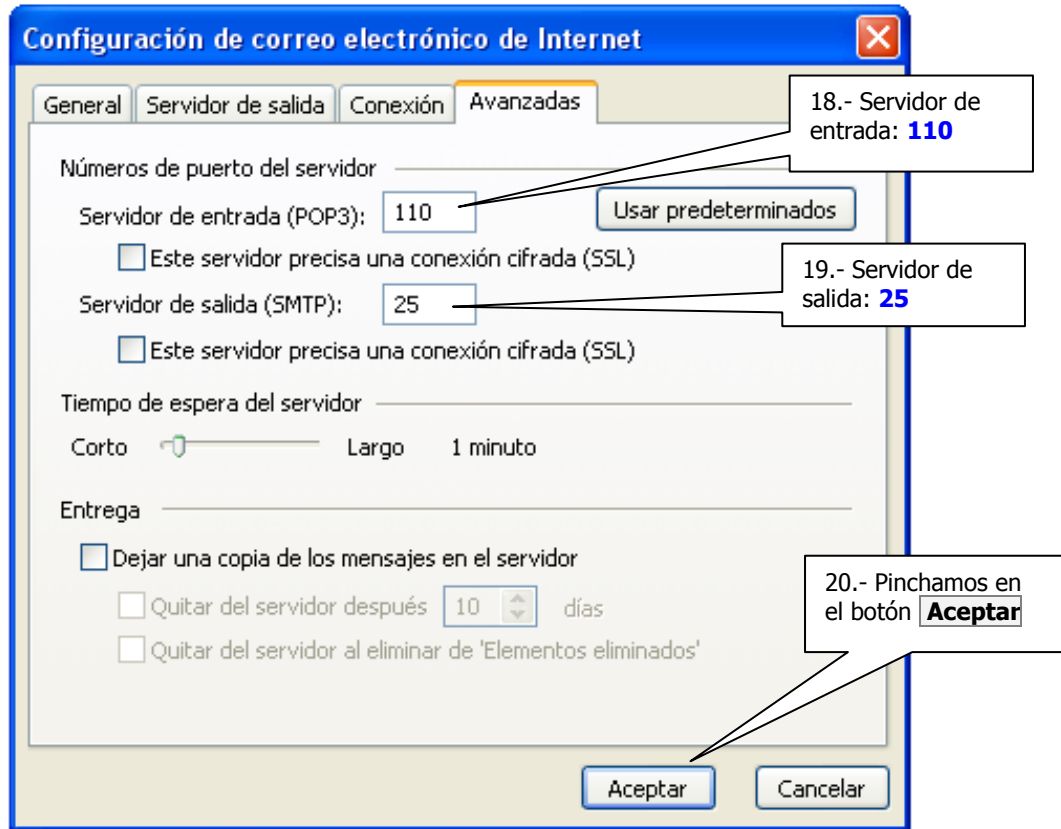 Configuración de correo electrónico de Internet
General
Servidor de salida
Conexión
Avanzadas
18.- Servidor de
entrada: 110
Números de puerto del servidor
Servidor de entrada (POP3):
110
Usar predeterminados
Este servidor precisa una conexión cifrada (SSL)
19.- Servidor de
salida: 25
Servidor de salida (SMTP):
25
Este servidor precisa una conexión cifrada (SSL)
Tiempo de espera del servidor
Corto
Largo
1 minuto
Entrega
Dejar una copia de los mensajes en el servidor
20.- Pinchamos en
el botón Aceptar
Quitar del servidor después 10 días
Quitar del servidor al eliminar de 'Elementos eliminados'
Aceptar
Cancelar